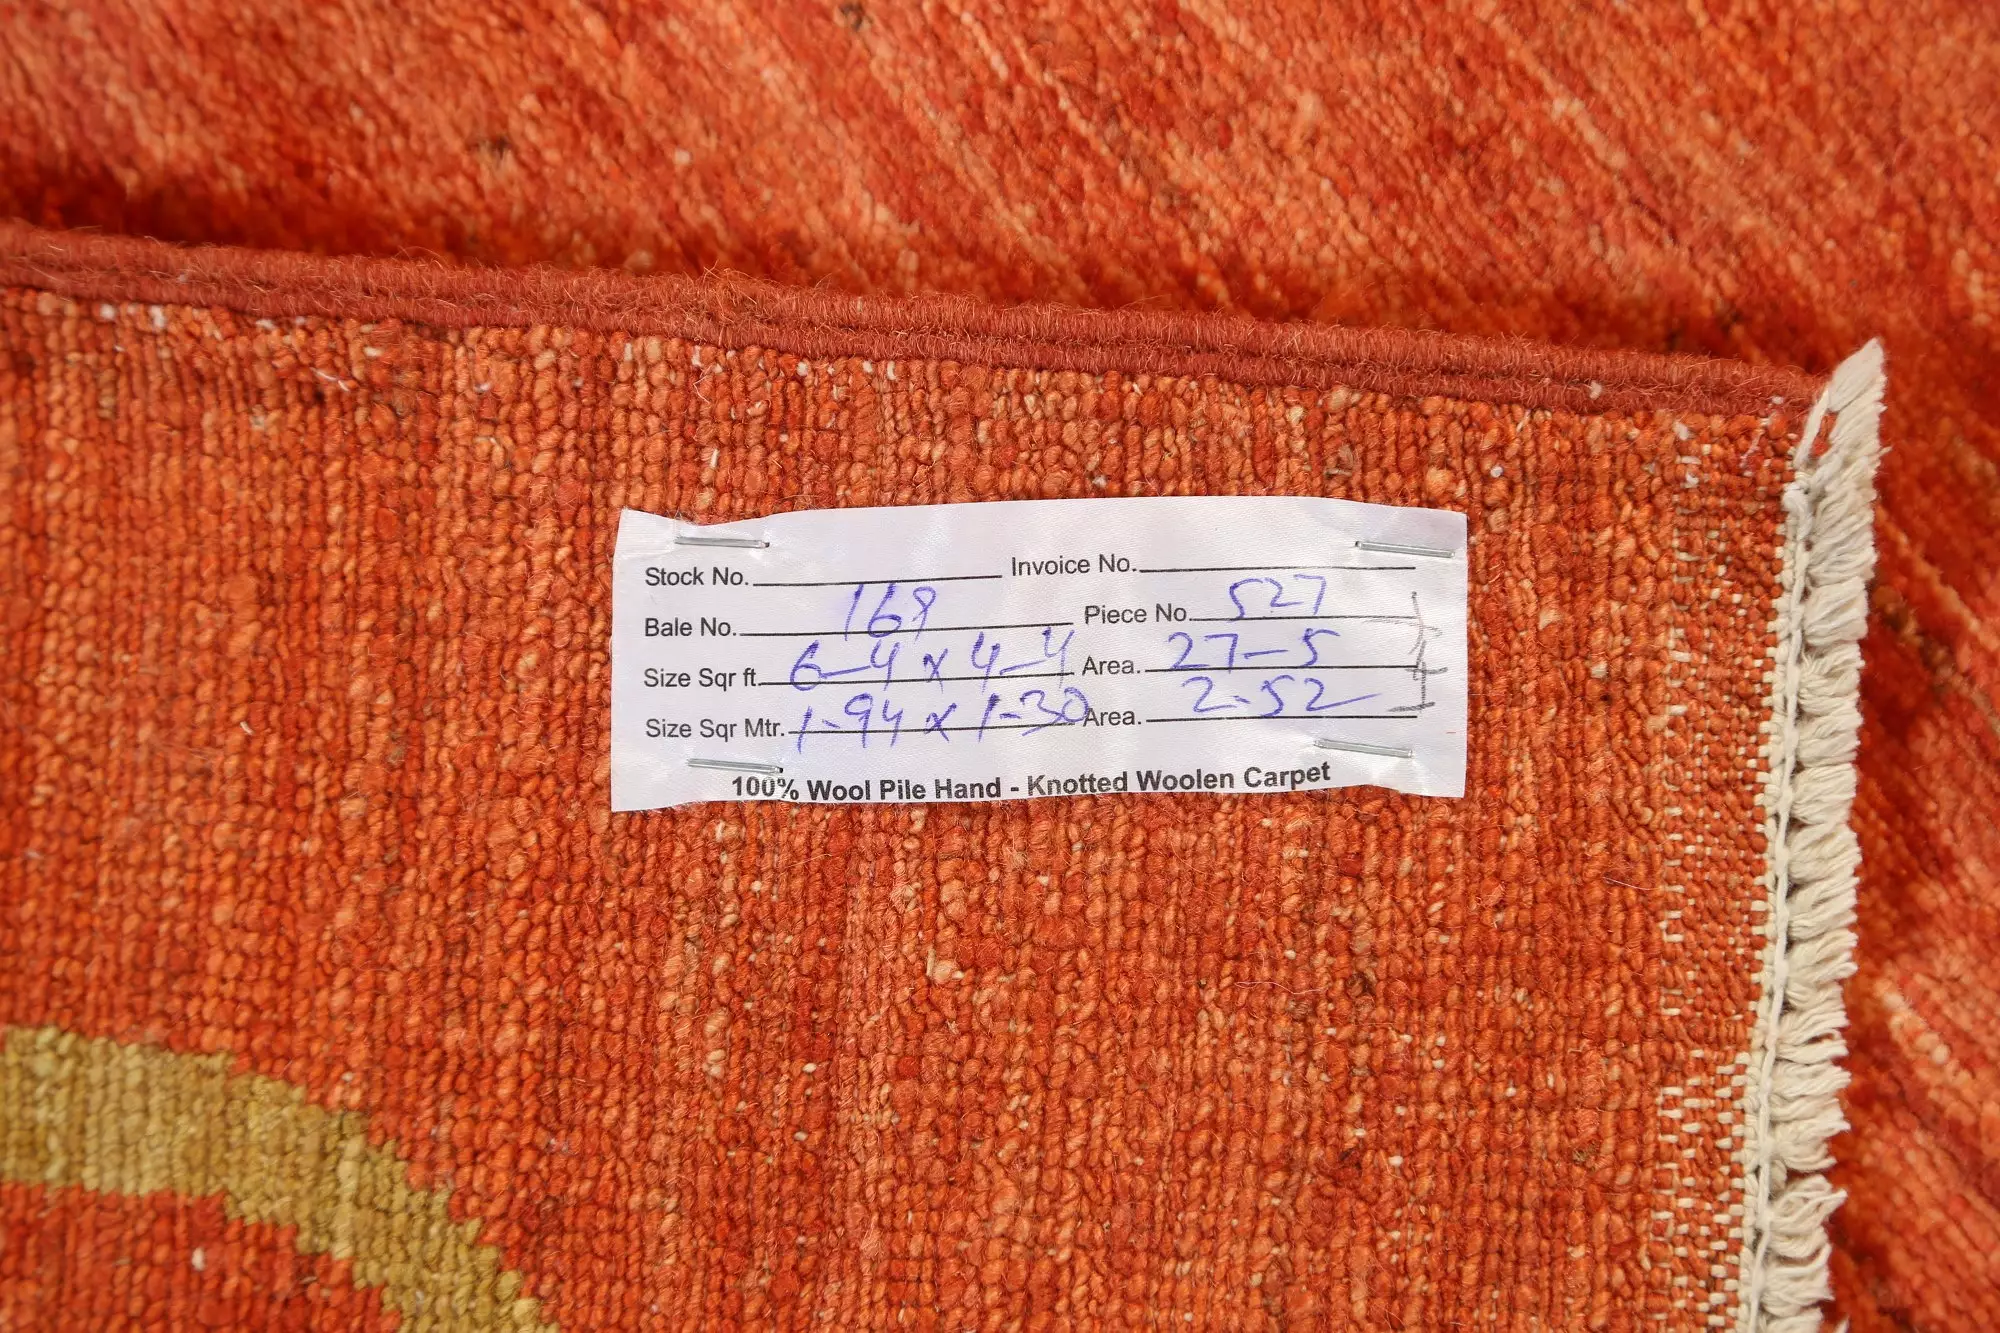 Stock No. Invoice No.
Bale No. 168 Piece No. 527
Size Sqr ft. 6-4 x 4-4 Area. 27-5
Size Sqr Mtr. 1-94 x 1-30 Area. 2.52
100% Wool Pile Hand - Knotted Woolen Carpet